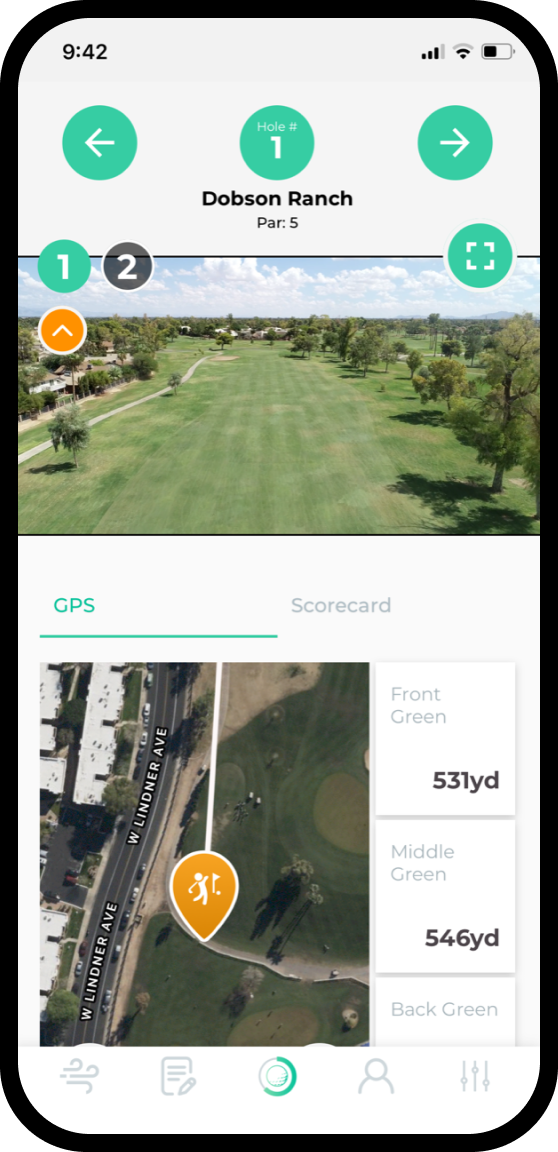 9:42
Hole #
1
Dobson Ranch
Par: 5
1 2
GPS Scorecard
Front
Green
531yd
W LINDNER AVE
Middle
Green
546yd
W LINDNER AVE
Back Green